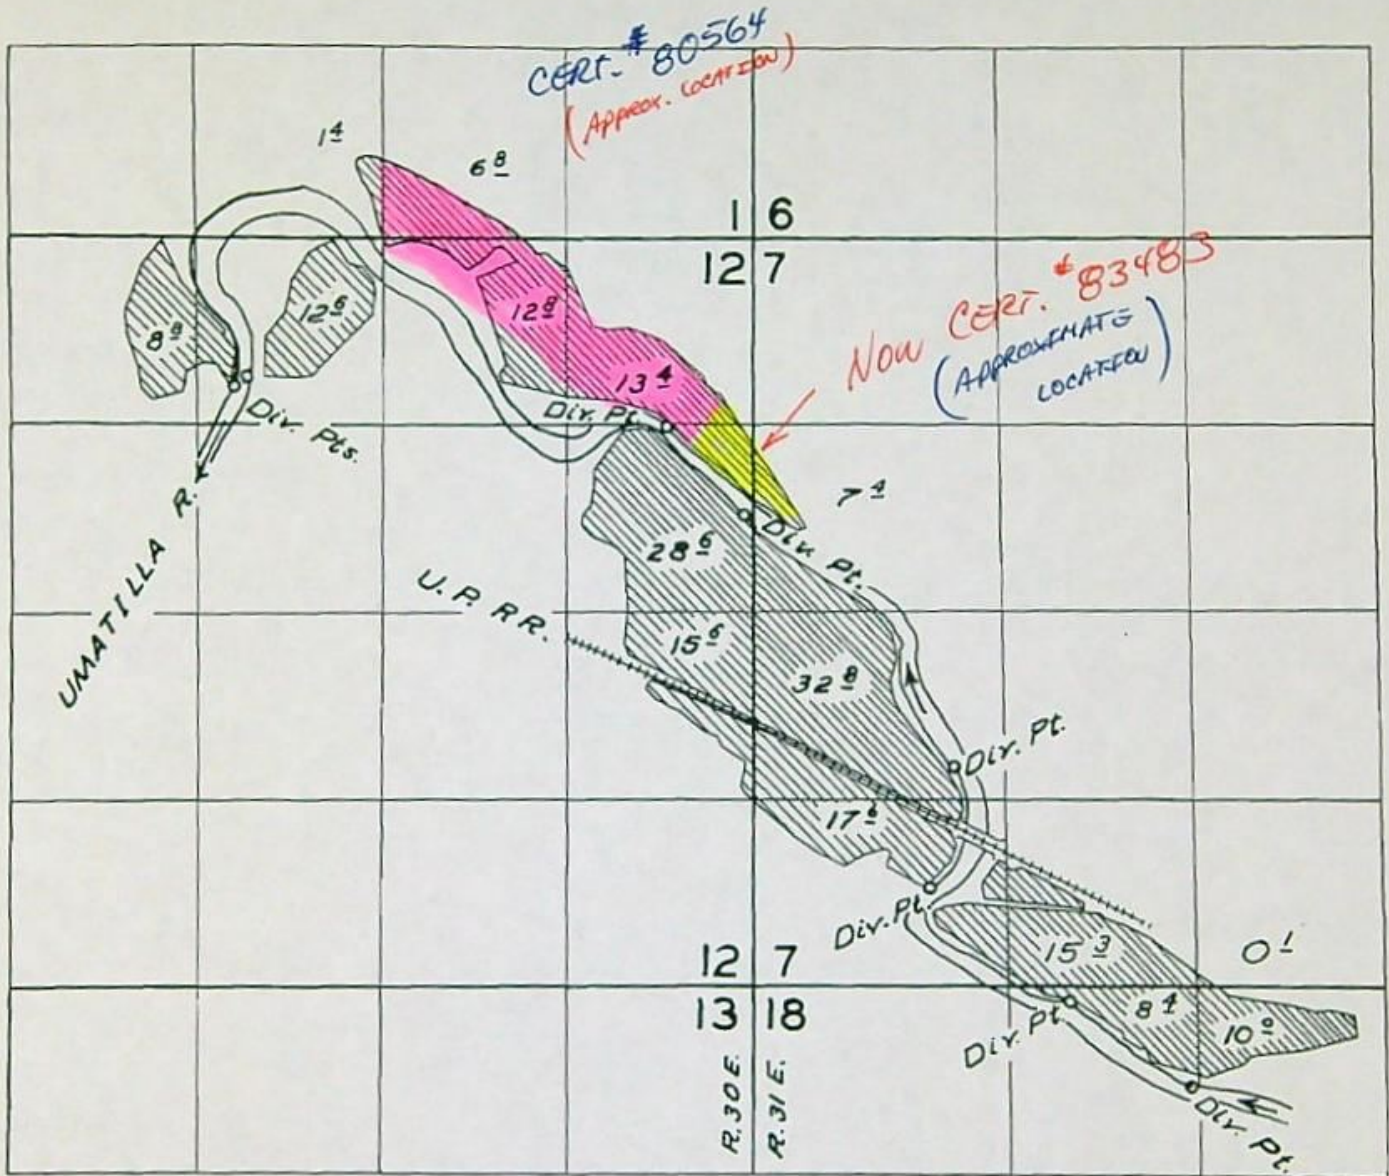 CERT. # 80564
(APPROX. LOCATION)
1 4
6 8
1 6
12 7
NOW CERT. # 83483
(APPROXIMATE
LOCATION)
8 8
12 6
12 8
13 4
Div. Pt.
Div. Pts.
7 4
Div. Pt.
28 6
UMATILLA R.
U.P. R R.
15 6
32 8
Div. Pt.
17 6
Div. Pt.
15 3
0 1
12 7
13 18
Div. Pt.
8 4
10 0
R. 30 E.
R. 31 E.
Div. Pt.